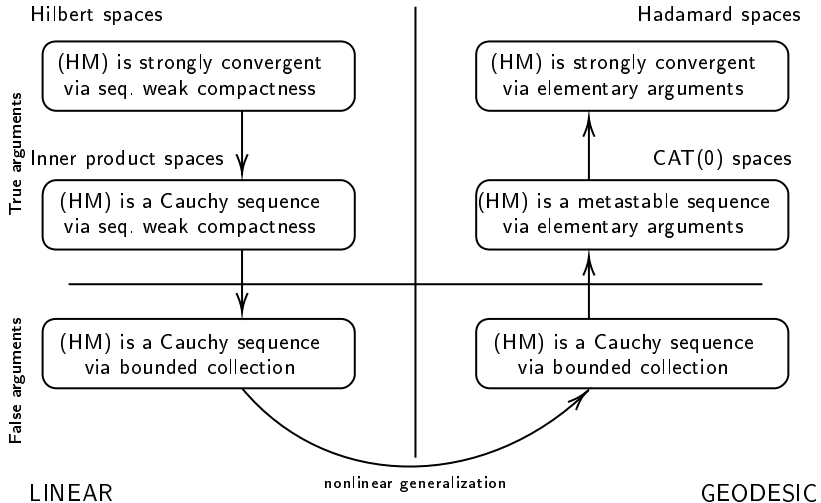 Hilbert spaces
Hadamard spaces
(HM) is strongly convergent
via seq. weak compactness
(HM) is strongly convergent
via elementary arguments
True arguments
Inner product spaces
CAT(0) spaces
(HM) is a Cauchy sequence
via seq. weak compactness
(HM) is a metastable sequence
via elementary arguments
False arguments
(HM) is a Cauchy sequence
via bounded collection
(HM) is a Cauchy sequence
via bounded collection
nonlinear generalization
LINEAR
GEODESIC